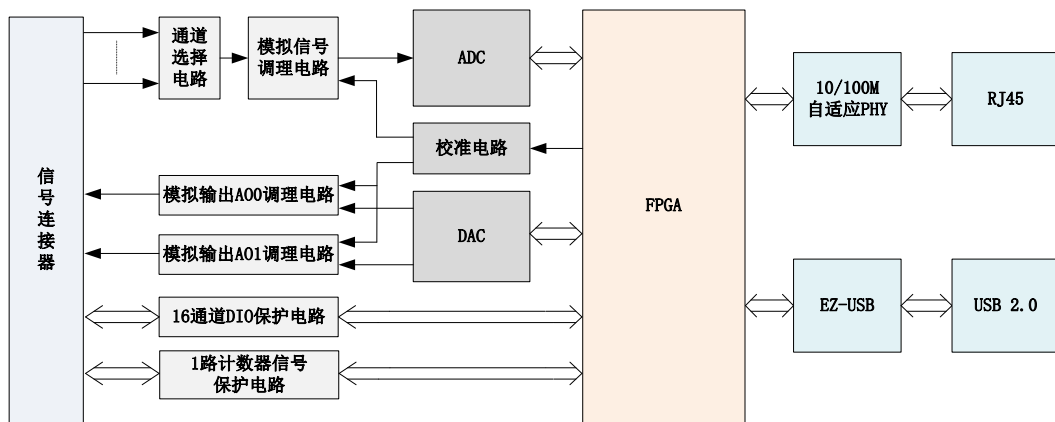 信号连接器
通道
选择
电路
模拟信号
调理电路
ADC
校准电路
模拟输出AO0调理电路
DAC
模拟输出AO1调理电路
16通道DIO保护电路
1路计数器信号
保护电路
FPGA
10/100M
自适应PHY
RJ45
EZ-USB
USB 2.0